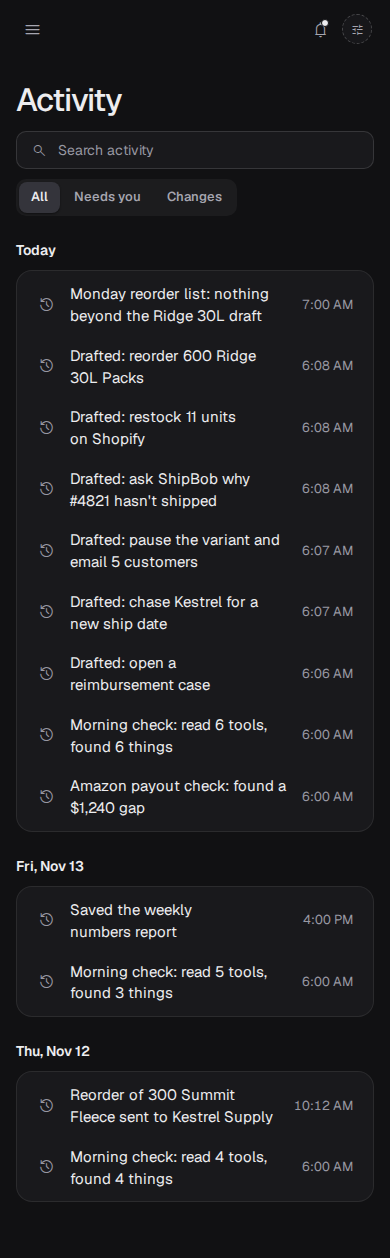 Activity
Search activity
All Needs you Changes
Today
Monday reorder list: nothing
beyond the Ridge 30L draft
7:00 AM
Drafted: reorder 600 Ridge
30L Packs
6:08 AM
Drafted: restock 11 units
on Shopify
6:08 AM
Drafted: ask ShipBob why
#4821 hasn't shipped
6:08 AM
Drafted: pause the variant and
email 5 customers
6:07 AM
Drafted: chase Kestrel for a
new ship date
6:07 AM
Drafted: open a
reimbursement case
6:06 AM
Morning check: read 6 tools,
found 6 things
6:00 AM
Amazon payout check: found a
$1,240 gap
6:00 AM
Fri, Nov 13
Saved the weekly
numbers report
4:00 PM
Morning check: read 5 tools,
found 3 things
6:00 AM
Thu, Nov 12
Reorder of 300 Summit
Fleece sent to Kestrel Supply
10:12 AM
Morning check: read 4 tools,
found 4 things
6:00 AM